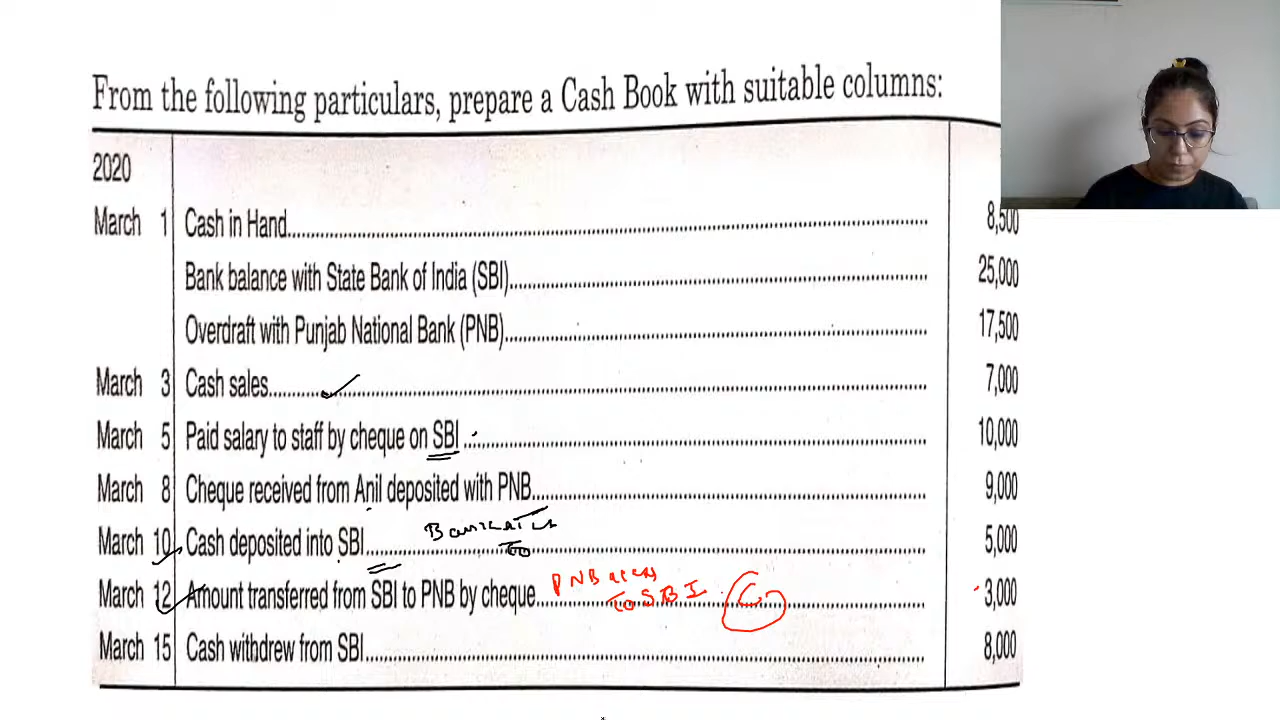 From the following particulars, prepare a Cash Book with suitable columns:
2020
March 1 Cash in Hand 8,500
Bank balance with State Bank of India (SBI) 25,000
Overdraft with Punjab National Bank (PNB) 17,500
March 3 Cash sales 7,000
March 5 Paid salary to staff by cheque on SBI 10,000
March 8 Cheque received from Anil deposited with PNB 9,000
March 10 Cash deposited into SBI 5,000
To
March 12 Amount transferred from SBI to PNB by cheque 3,000
PNB
To SBI
March 15 Cash withdrew from SBI 8,000